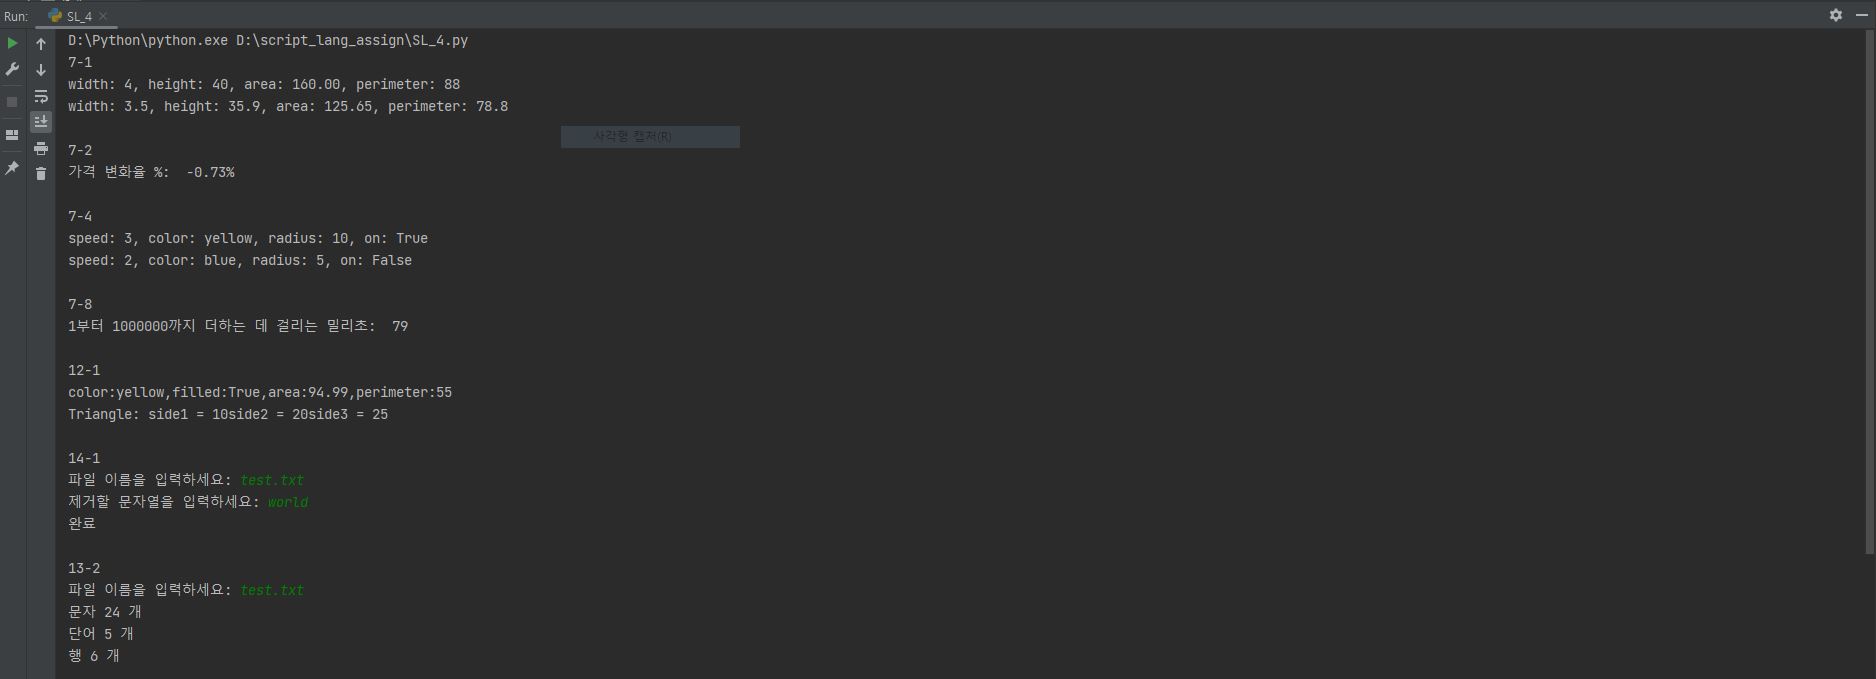 Run: SL_4
D:\Python\python.exe D:\script_lang_assign\SL_4.py
7-1
width: 4, height: 40, area: 160.00, perimeter: 88
width: 3.5, height: 35.9, area: 125.65, perimeter: 78.8
사각형 캡처(R)
7-2
가격 변화율 %:  -0.73%
7-4
speed: 3, color: yellow, radius: 10, on: True
speed: 2, color: blue, radius: 5, on: False
7-8
1부터 1000000까지 더하는 데 걸리는 밀리초:  79
12-1
color:yellow,filled:True,area:94.99,perimeter:55
Triangle: side1 = 10side2 = 20side3 = 25
14-1
파일 이름을 입력하세요: test.txt
제거할 문자열을 입력하세요: world
완료
13-2
파일 이름을 입력하세요: test.txt
문자 24 개
단어 5 개
행 6 개